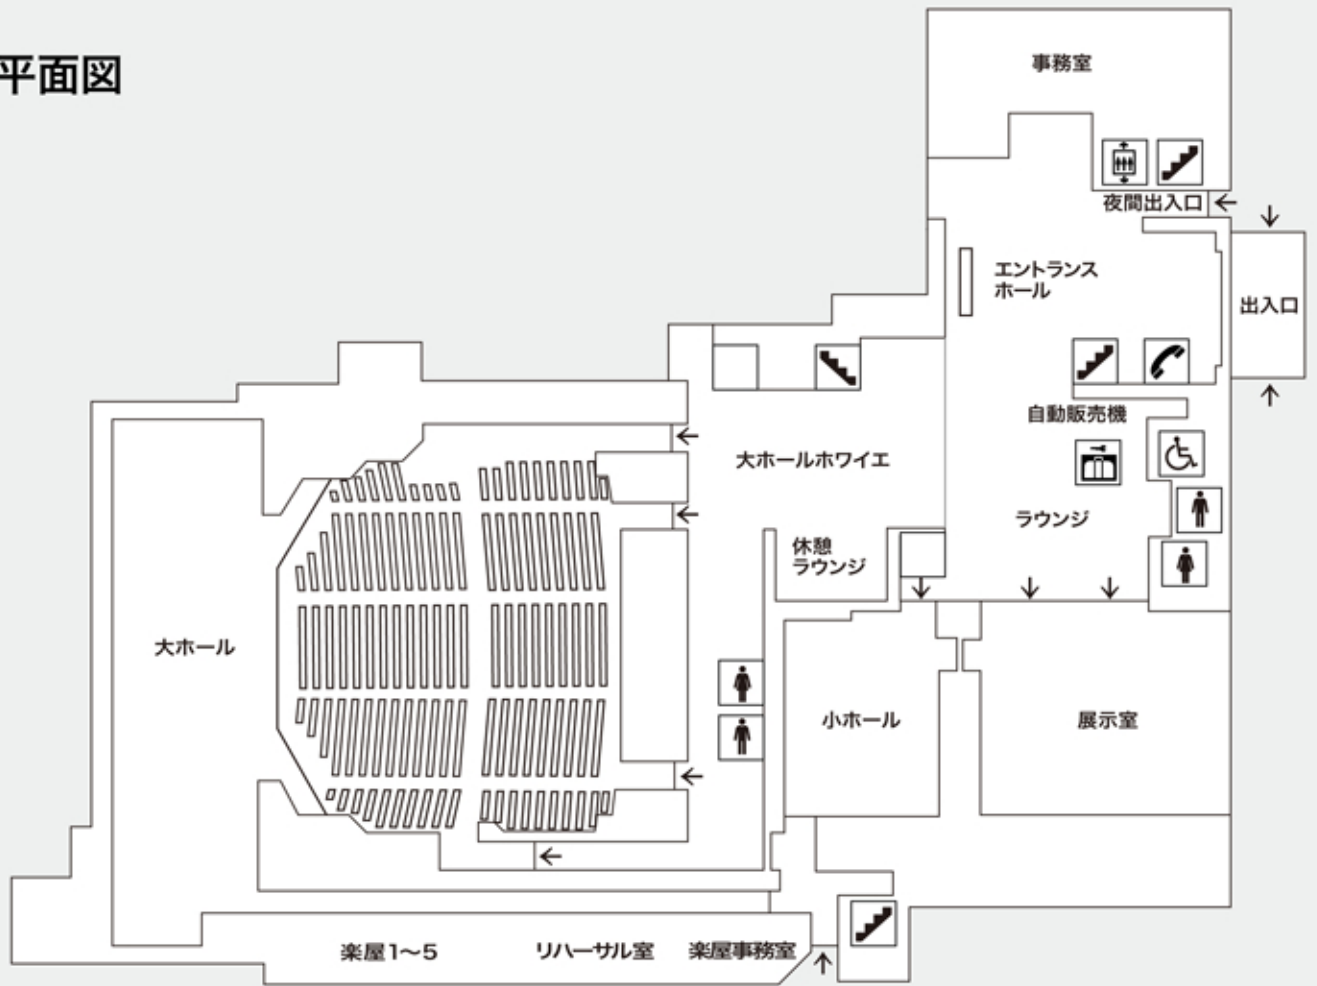 平面図
事務室
夜間出入口
エントランス
ホール
出入口
自動販売機
大ホールホワイエ
ラウンジ
休憩
ラウンジ
大ホール
小ホール
展示室
楽屋1〜5
リハーサル室
楽屋事務室